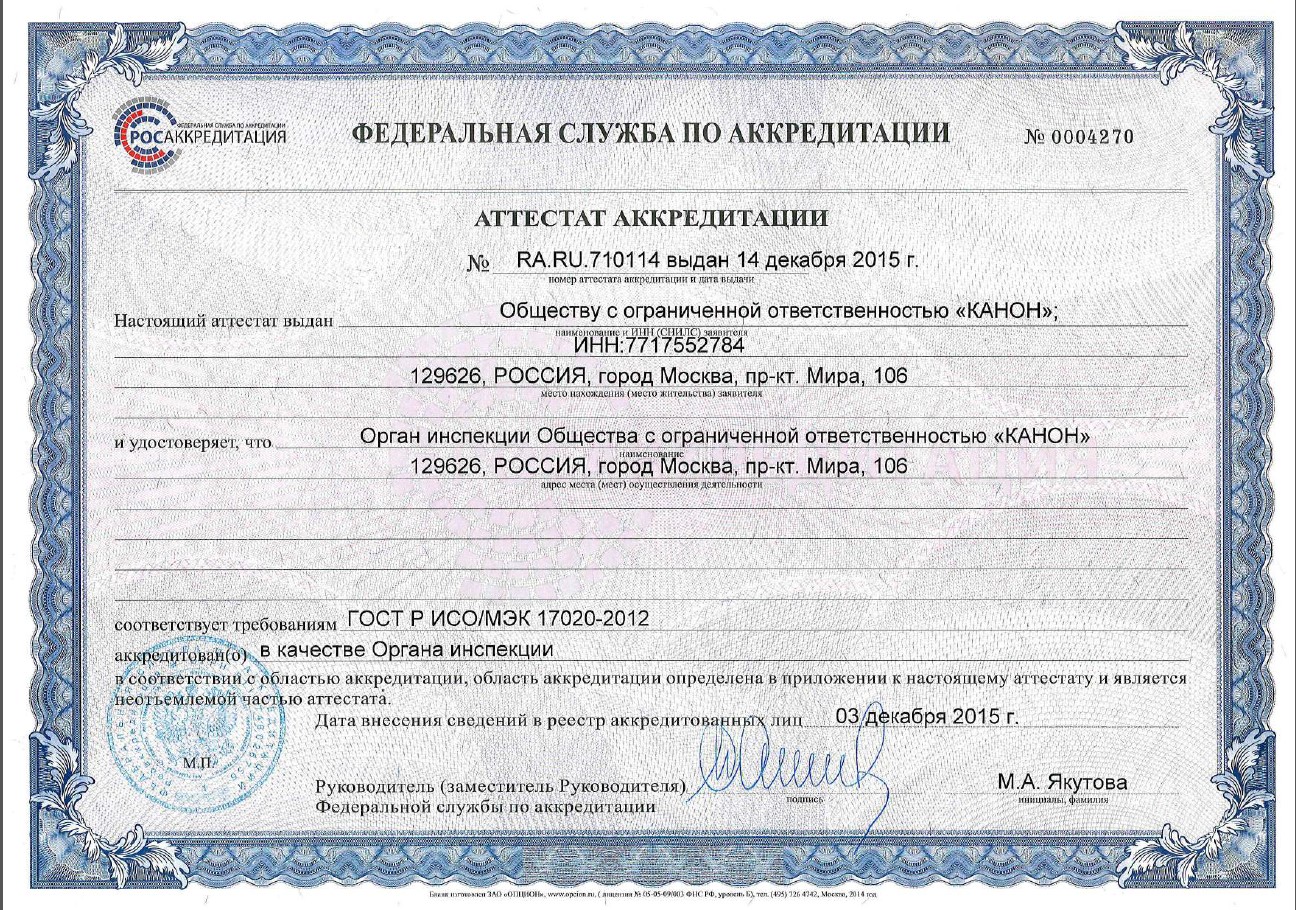 ФЕДЕРАЛЬНАЯ СЛУЖБА ПО АККРЕДИТАЦИИ
РОСАККРЕДИТАЦИЯ
ФЕДЕРАЛЬНАЯ СЛУЖБА ПО АККРЕДИТАЦИИ
№ 0004270
АТТЕСТАТ АККРЕДИТАЦИИ
№ RA.RU.710114 выдан 14 декабря 2015 г.
номер аттестата аккредитации и дата выдачи
Настоящий аттестат выдан Обществу с ограниченной ответственностью «КАНОН»;
наименование и ИНН (СНИЛС) заявителя
ИНН:7717552784
129626, РОССИЯ, город Москва, пр-кт. Мира, 106
место нахождения (место жительства) заявителя
и удостоверяет, что Орган инспекции Общества с ограниченной ответственностью «КАНОН»
наименование
129626, РОССИЯ, город Москва, пр-кт. Мира, 106
адрес места (мест) осуществления деятельности
соответствует требованиям ГОСТ Р ИСО/МЭК 17020-2012
аккредитован(о) в качестве Органа инспекции
в соответствии с областью аккредитации, область аккредитации определена в приложении к настоящему аттестату и является
неотъемлемой частью аттестата.
Дата внесения сведений в реестр аккредитованных лиц 03 декабря 2015 г.
М.П.
Руководитель (заместитель Руководителя)
Федеральной службы по аккредитации
подпись
М.А. Якутова
инициалы, фамилия
Бланк изготовлен ЗАО «ОПЦИОН», www.opcion.ru, (лицензия № 05-05-09/003 ФНС РФ, уровень Б), тел. (495) 726 4742, Москва, 2014 год